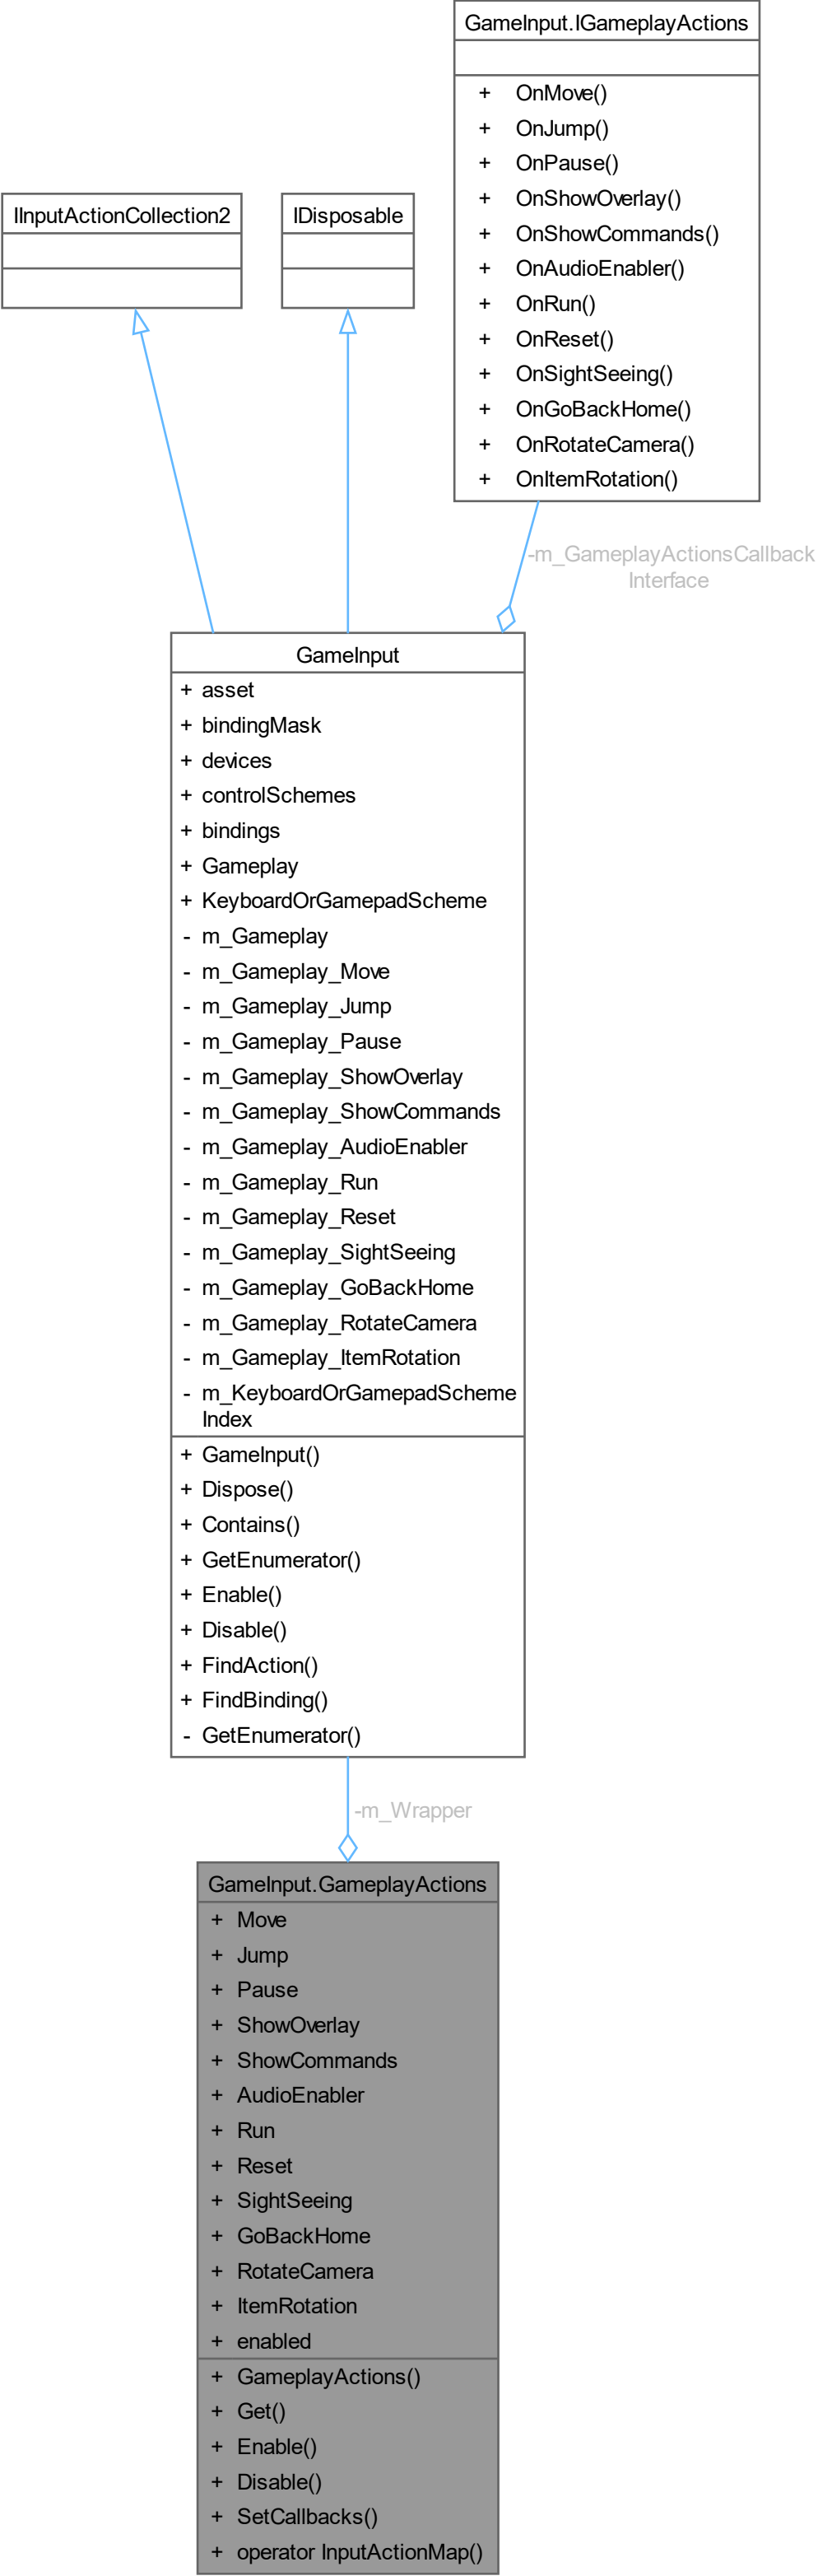 GameInput.IGameplayActions
+ OnMove()
+ OnJump()
+ OnPause()
+ OnShowOverlay()
+ OnShowCommands()
+ OnAudioEnabler()
+ OnRun()
+ OnReset()
+ OnSightSeeing()
+ OnGoBackHome()
+ OnRotateCamera()
+ OnItemRotation()
IInputActionCollection2
IDisposable
-m_GameplayActionsCallback
Interface
GameInput
+ asset
+ bindingMask
+ devices
+ controlSchemes
+ bindings
+ Gameplay
+ KeyboardOrGamepadScheme
- m_Gameplay
- m_Gameplay_Move
- m_Gameplay_Jump
- m_Gameplay_Pause
- m_Gameplay_ShowOverlay
- m_Gameplay_ShowCommands
- m_Gameplay_AudioEnabler
- m_Gameplay_Run
- m_Gameplay_Reset
- m_Gameplay_SightSeeing
- m_Gameplay_GoBackHome
- m_Gameplay_RotateCamera
- m_Gameplay_ItemRotation
- m_KeyboardOrGamepadScheme
Index
+ GameInput()
+ Dispose()
+ Contains()
+ GetEnumerator()
+ Enable()
+ Disable()
+ FindAction()
+ FindBinding()
- GetEnumerator()
-m_Wrapper
GameInput.GameplayActions
+ Move
+ Jump
+ Pause
+ ShowOverlay
+ ShowCommands
+ AudioEnabler
+ Run
+ Reset
+ SightSeeing
+ GoBackHome
+ RotateCamera
+ ItemRotation
+ enabled
+ GameplayActions()
+ Get()
+ Enable()
+ Disable()
+ SetCallbacks()
+ operator InputActionMap()